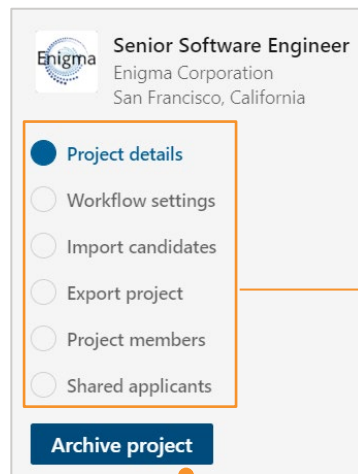 Enigma
Senior Software Engineer
Enigma Corporation
San Francisco, California
Project details
Workflow settings
Import candidates
Export project
Project members
Shared applicants
Archive project